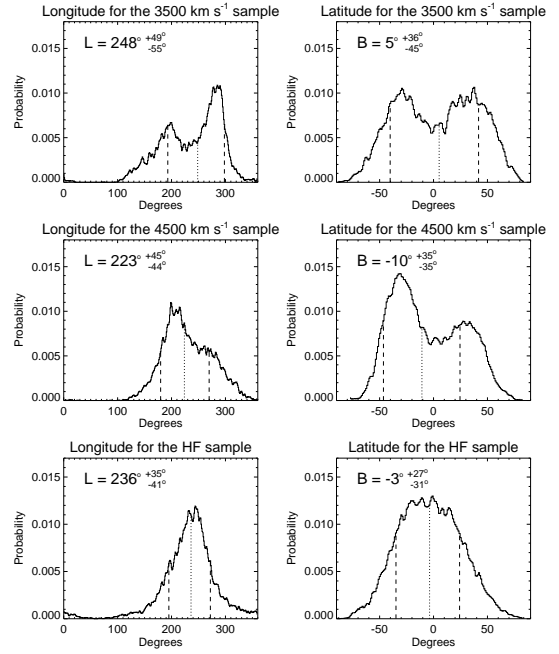 Longitude for the 3500 km s⁻¹ sample
L = 248° +49° -55°
Probability
0.015
0.010
0.005
0.000
0 100 200 300
Degrees
Latitude for the 3500 km s⁻¹ sample
B = 5° +36° -45°
Probability
0.015
0.010
0.005
0.000
-50 0 50
Degrees
Longitude for the 4500 km s⁻¹ sample
L = 223° +45° -44°
Probability
0.015
0.010
0.005
0.000
0 100 200 300
Degrees
Latitude for the 4500 km s⁻¹ sample
B = -10° +35° -35°
Probability
0.015
0.010
0.005
0.000
-50 0 50
Degrees
Longitude for the HF sample
L = 236° +35° -41°
Probability
0.015
0.010
0.005
0.000
0 100 200 300
Degrees
Latitude for the HF sample
B = -3° +27° -31°
Probability
0.015
0.010
0.005
0.000
-50 0 50
Degrees